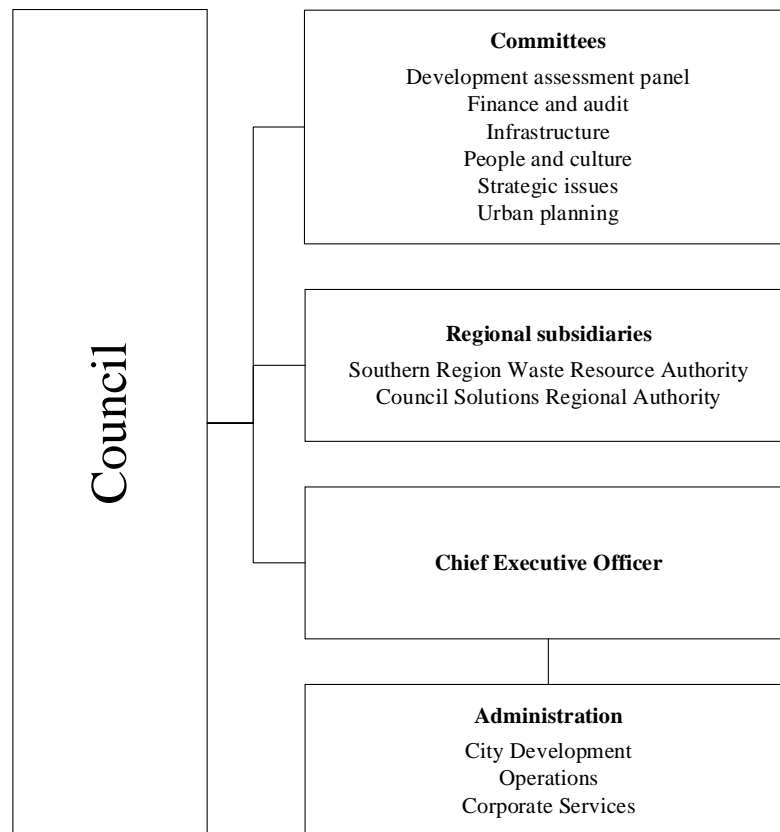 Council
Committees
Development assessment panel
Finance and audit
Infrastructure
People and culture
Strategic issues
Urban planning
Regional subsidiaries
Southern Region Waste Resource Authority
Council Solutions Regional Authority
Chief Executive Officer
Administration
City Development
Operations
Corporate Services